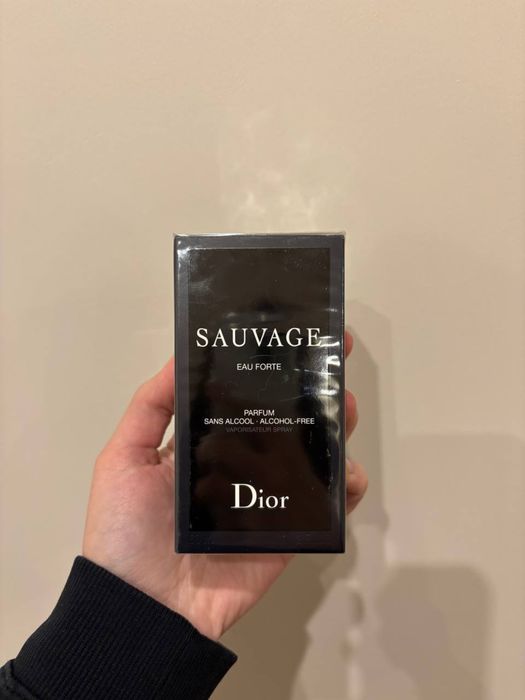 SAUVAGE
EAU FORTE
PARFUM
SANS ALCOOL · ALCOHOL-FREE
VAPORISATEUR SPRAY
Dior